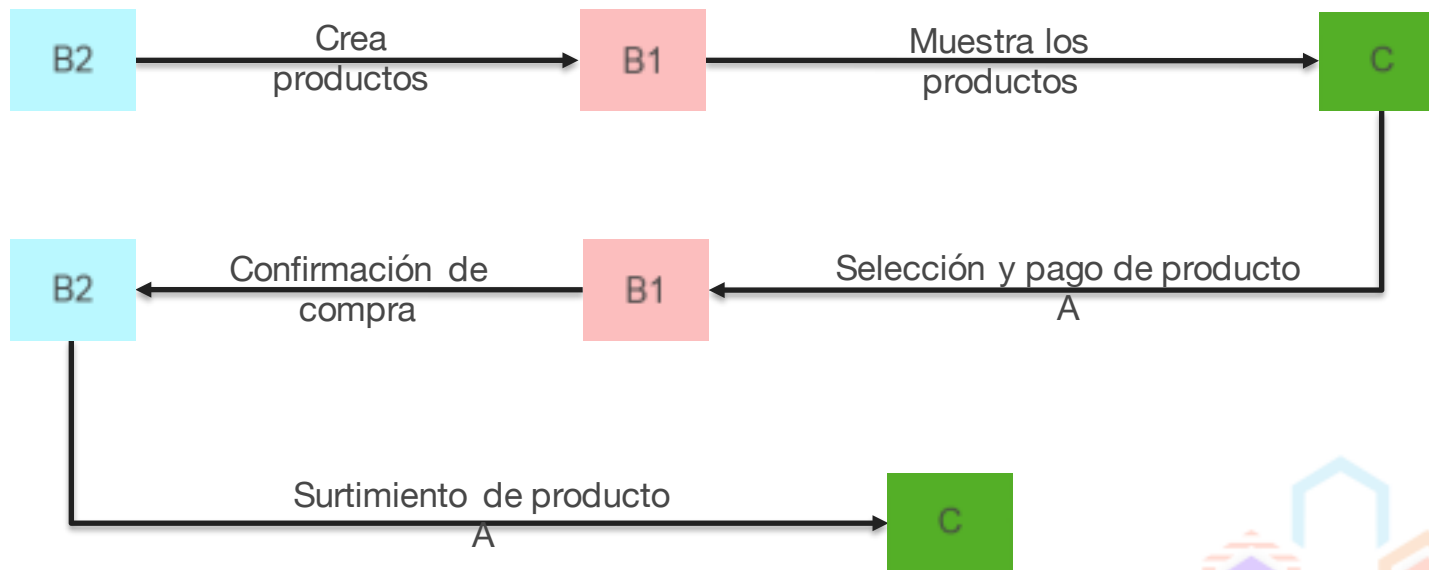 B2
Crea
productos
B1
Muestra los
productos
C
B2
Confirmación de
compra
B1
Selección y pago de producto
A
Surtimiento de producto
A
C